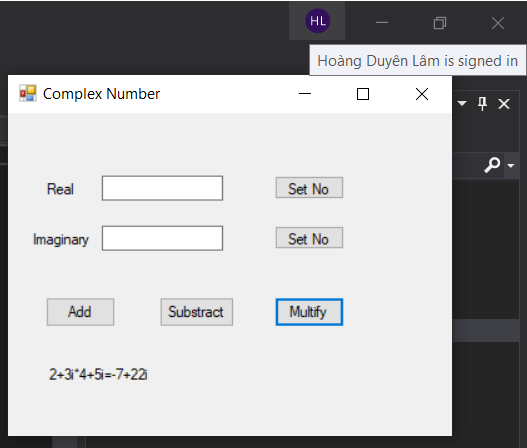 HL
Hoàng Duyên Lâm is signed in
Complex Number
Real Set No
Imaginary Set No
Add Substract Multify
2+3i*4+5i=-7+22i